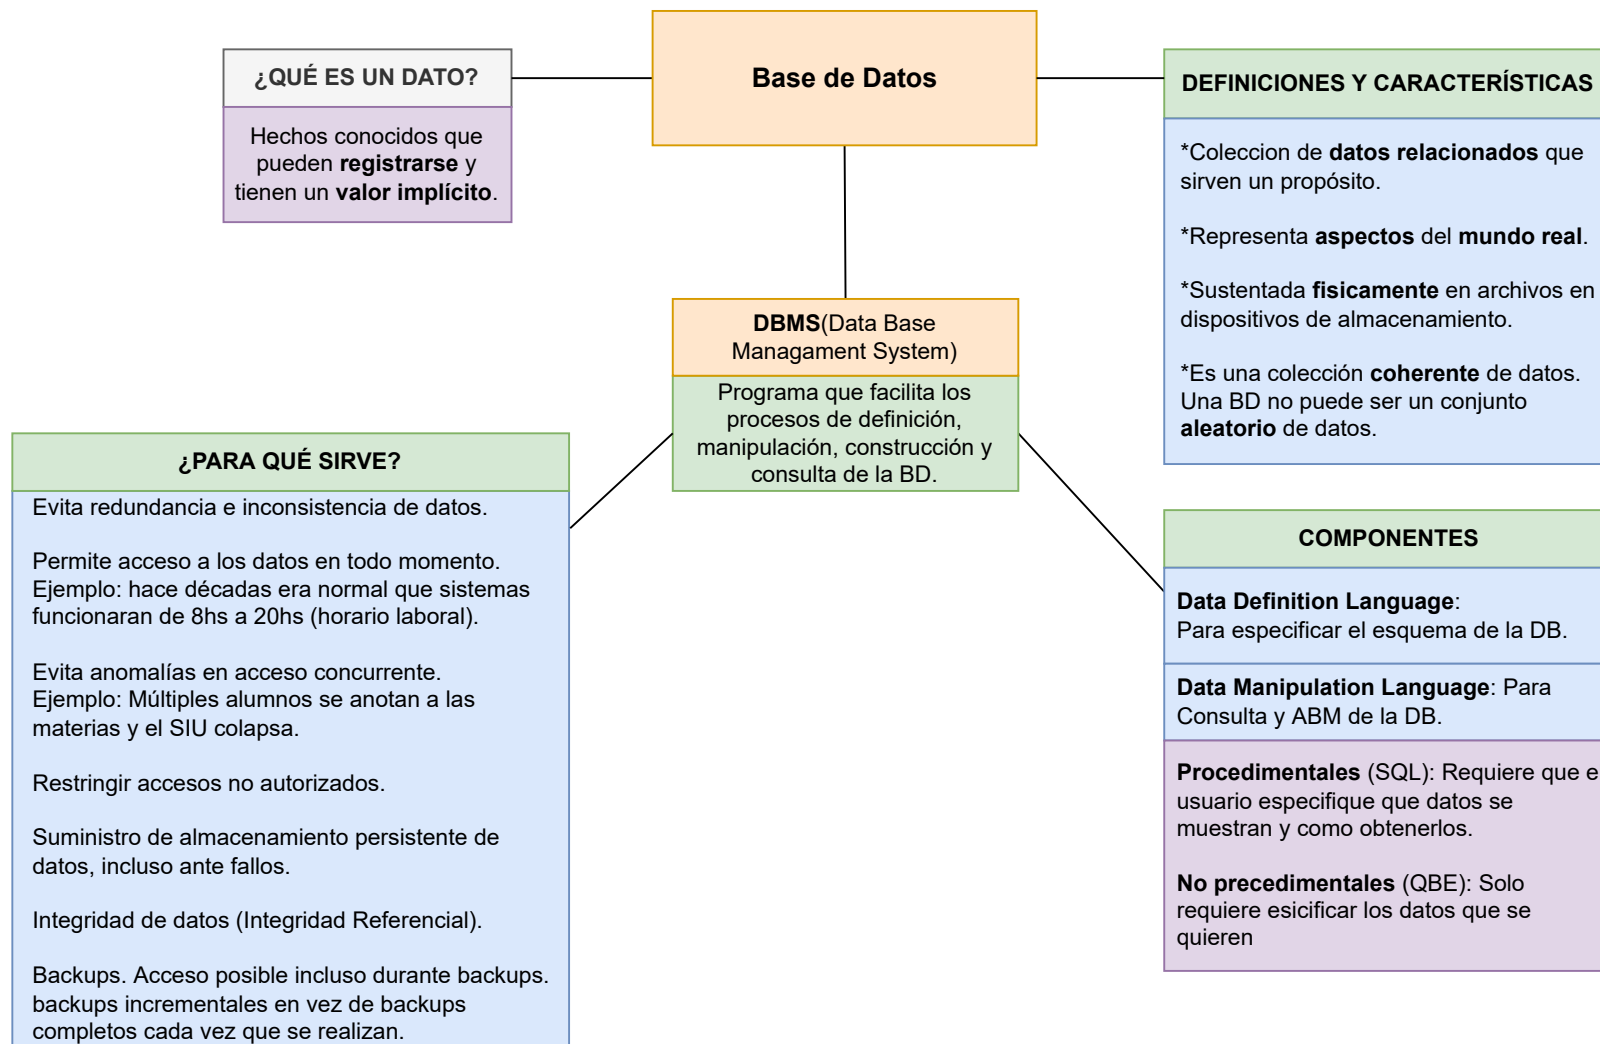 Base de Datos
¿QUÉ ES UN DATO?
Hechos conocidos que
pueden registrarse y
tienen un valor implícito.
DEFINICIONES Y CARACTERÍSTICAS
*Coleccion de datos relacionados que
sirven un propósito.
*Representa aspectos del mundo real.
*Sustentada fisicamente en archivos en
dispositivos de almacenamiento.
*Es una colección coherente de datos.
Una BD no puede ser un conjunto
aleatorio de datos.
DBMS(Data Base
Managament System)
Programa que facilita los
procesos de definición,
manipulación, construcción y
consulta de la BD.
¿PARA QUÉ SIRVE?
Evita redundancia e inconsistencia de datos.
Permite acceso a los datos en todo momento.
Ejemplo: hace décadas era normal que sistemas
funcionaran de 8hs a 20hs (horario laboral).
Evita anomalías en acceso concurrente.
Ejemplo: Múltiples alumnos se anotan a las
materias y el SIU colapsa.
Restringir accesos no autorizados.
Suministro de almacenamiento persistente de
datos, incluso ante fallos.
Integridad de datos (Integridad Referencial).
Backups. Acceso posible incluso durante backups.
backups incrementales en vez de backups
completos cada vez que se realizan.
COMPONENTES
Data Definition Language:
Para especificar el esquema de la DB.
Data Manipulation Language: Para
Consulta y ABM de la DB.
Procedimentales (SQL): Requiere que e
usuario especifique que datos se
muestran y como obtenerlos.
No precedimentales (QBE): Solo
requiere esicificar los datos que se
quieren